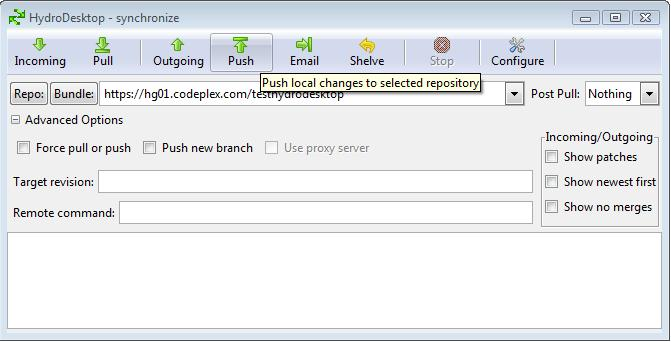 HydroDesktop - synchronize
Incoming Pull Outgoing Push Email Shelve Stop Configure
Push local changes to selected repository
Repo: Bundle: https://hg01.codeplex.com/testhydrodesktop Post Pull: Nothing
Advanced Options
Incoming/Outgoing
Force pull or push Push new branch Use proxy server
Show patches
Target revision:
Show newest first
Remote command:
Show no merges